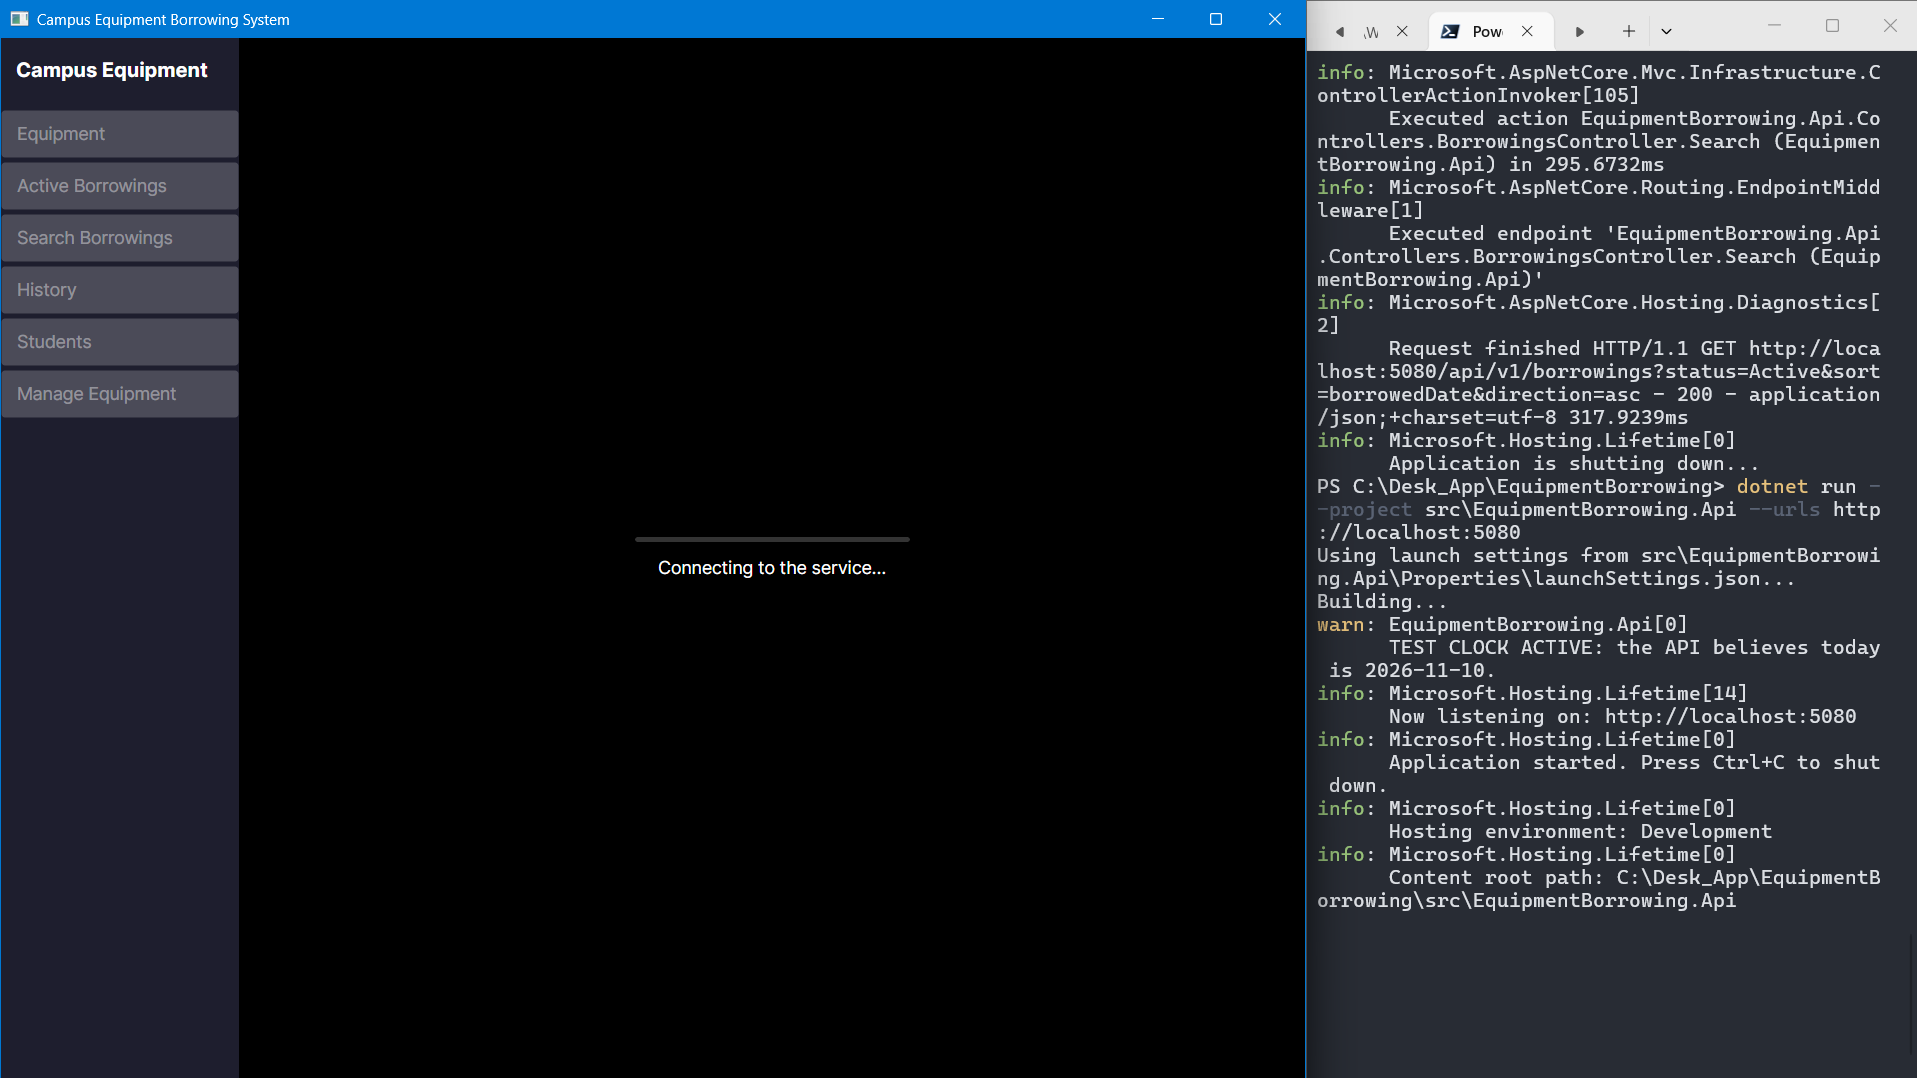 Campus Equipment Borrowing System
Campus Equipment
Equipment
Active Borrowings
Search Borrowings
History
Students
Manage Equipment
Connecting to the service...
Pow
info: Microsoft.AspNetCore.Mvc.Infrastructure.C
ontrollerActionInvoker[105]
Executed action EquipmentBorrowing.Api.Co
ntrollers.BorrowingsController.Search (Equipmen
tBorrowing.Api) in 295.6732ms
info: Microsoft.AspNetCore.Routing.EndpointMidd
leware[1]
Executed endpoint 'EquipmentBorrowing.Api
.Controllers.BorrowingsController.Search (Equip
mentBorrowing.Api)'
info: Microsoft.AspNetCore.Hosting.Diagnostics[
2]
Request finished HTTP/1.1 GET http://loca
lhost:5080/api/v1/borrowings?status=Active&sort
=borrowedDate&direction=asc - 200 - application
/json;+charset=utf-8 317.9239ms
info: Microsoft.Hosting.Lifetime[0]
Application is shutting down...
PS C:\Desk_App\EquipmentBorrowing> dotnet run -
-project src\EquipmentBorrowing.Api --urls http
://localhost:5080
Using launch settings from src\EquipmentBorrowi
ng.Api\Properties\launchSettings.json...
Building...
warn: EquipmentBorrowing.Api[0]
TEST CLOCK ACTIVE: the API believes today
is 2026-11-10.
info: Microsoft.Hosting.Lifetime[14]
Now listening on: http://localhost:5080
info: Microsoft.Hosting.Lifetime[0]
Application started. Press Ctrl+C to shut
down.
info: Microsoft.Hosting.Lifetime[0]
Hosting environment: Development
info: Microsoft.Hosting.Lifetime[0]
Content root path: C:\Desk_App\EquipmentB
orrowing\src\EquipmentBorrowing.Api